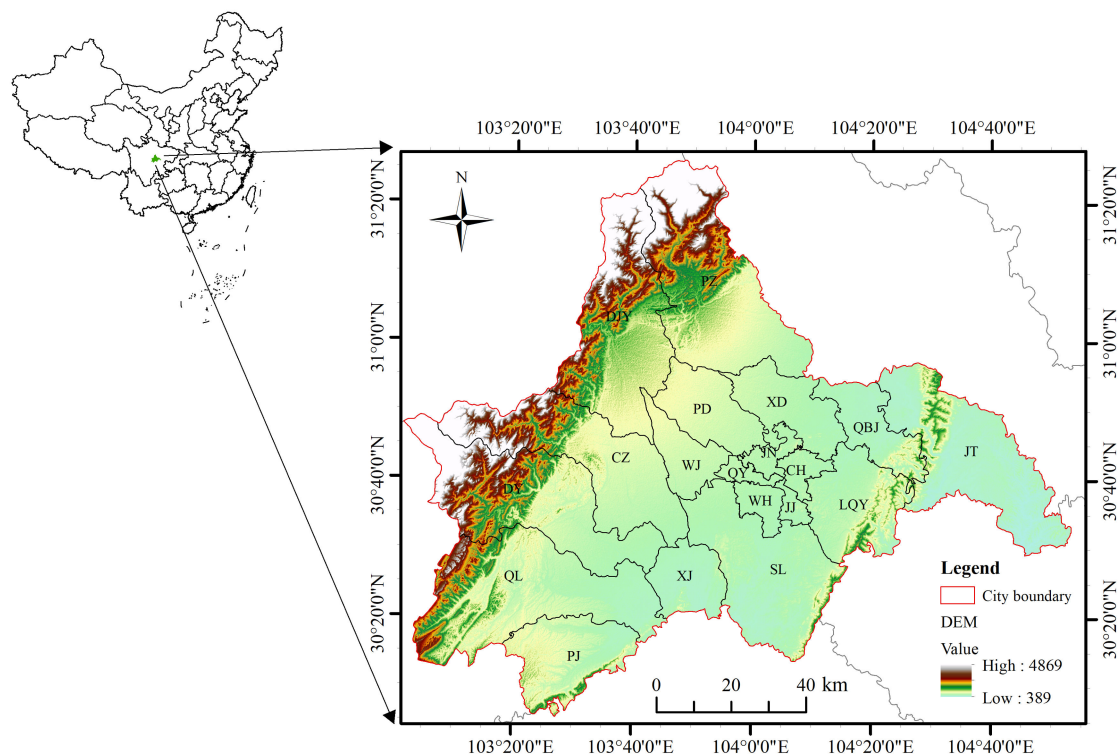 103°20'0"E 103°40'0"E 104°0'0"E 104°20'0"E 104°40'0"E
N
31°20'0"N 31°20'0"N
PZ
DJY
31°0'0"N 31°0'0"N
PD XD
QBJ
CZ WJ JN JT
QY CH
30°40'0"N 30°40'0"N
DY WH JJ LQY
QL XJ SL
Legend
City boundary
DEM
Value
High : 4869
Low : 389
30°20'0"N 30°20'0"N
PJ
0 20 40 km
103°20'0"E 103°40'0"E 104°0'0"E 104°20'0"E 104°40'0"E